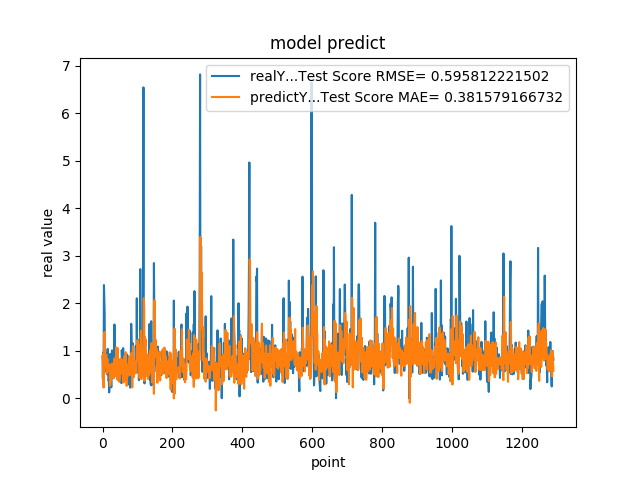 model predict
realY...Test Score RMSE= 0.595812221502
predictY...Test Score MAE= 0.381579166732
7
6
5
4
3
2
1
0
real value
0 200 400 600 800 1000 1200
point